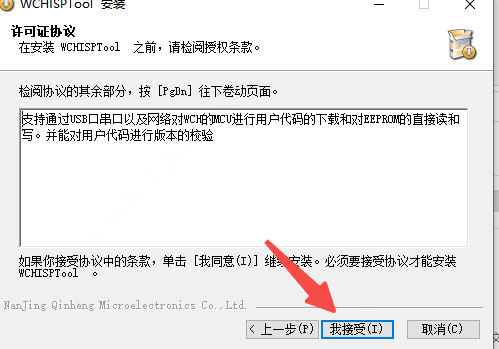 WCHISPTool 安装
许可证协议
在安装 WCHISPTool 之前,请检阅授权条款。
检阅协议的其余部分,按 [PgDn] 往下卷动页面。
支持通过USB口串口以及网络对WCH的MCU进行用户代码的下载和对EEPROM的直接读和
写。并能对用户代码进行版本的校验
如果你接受协议中的条款,单击 [我同意(I)] 继续安装。必须要接受协议才能安装
WCHISPTool 。
NanJing Qinheng Microelectronics Co.,Ltd.
< 上一步(P)
我接受(I)
取消(C)